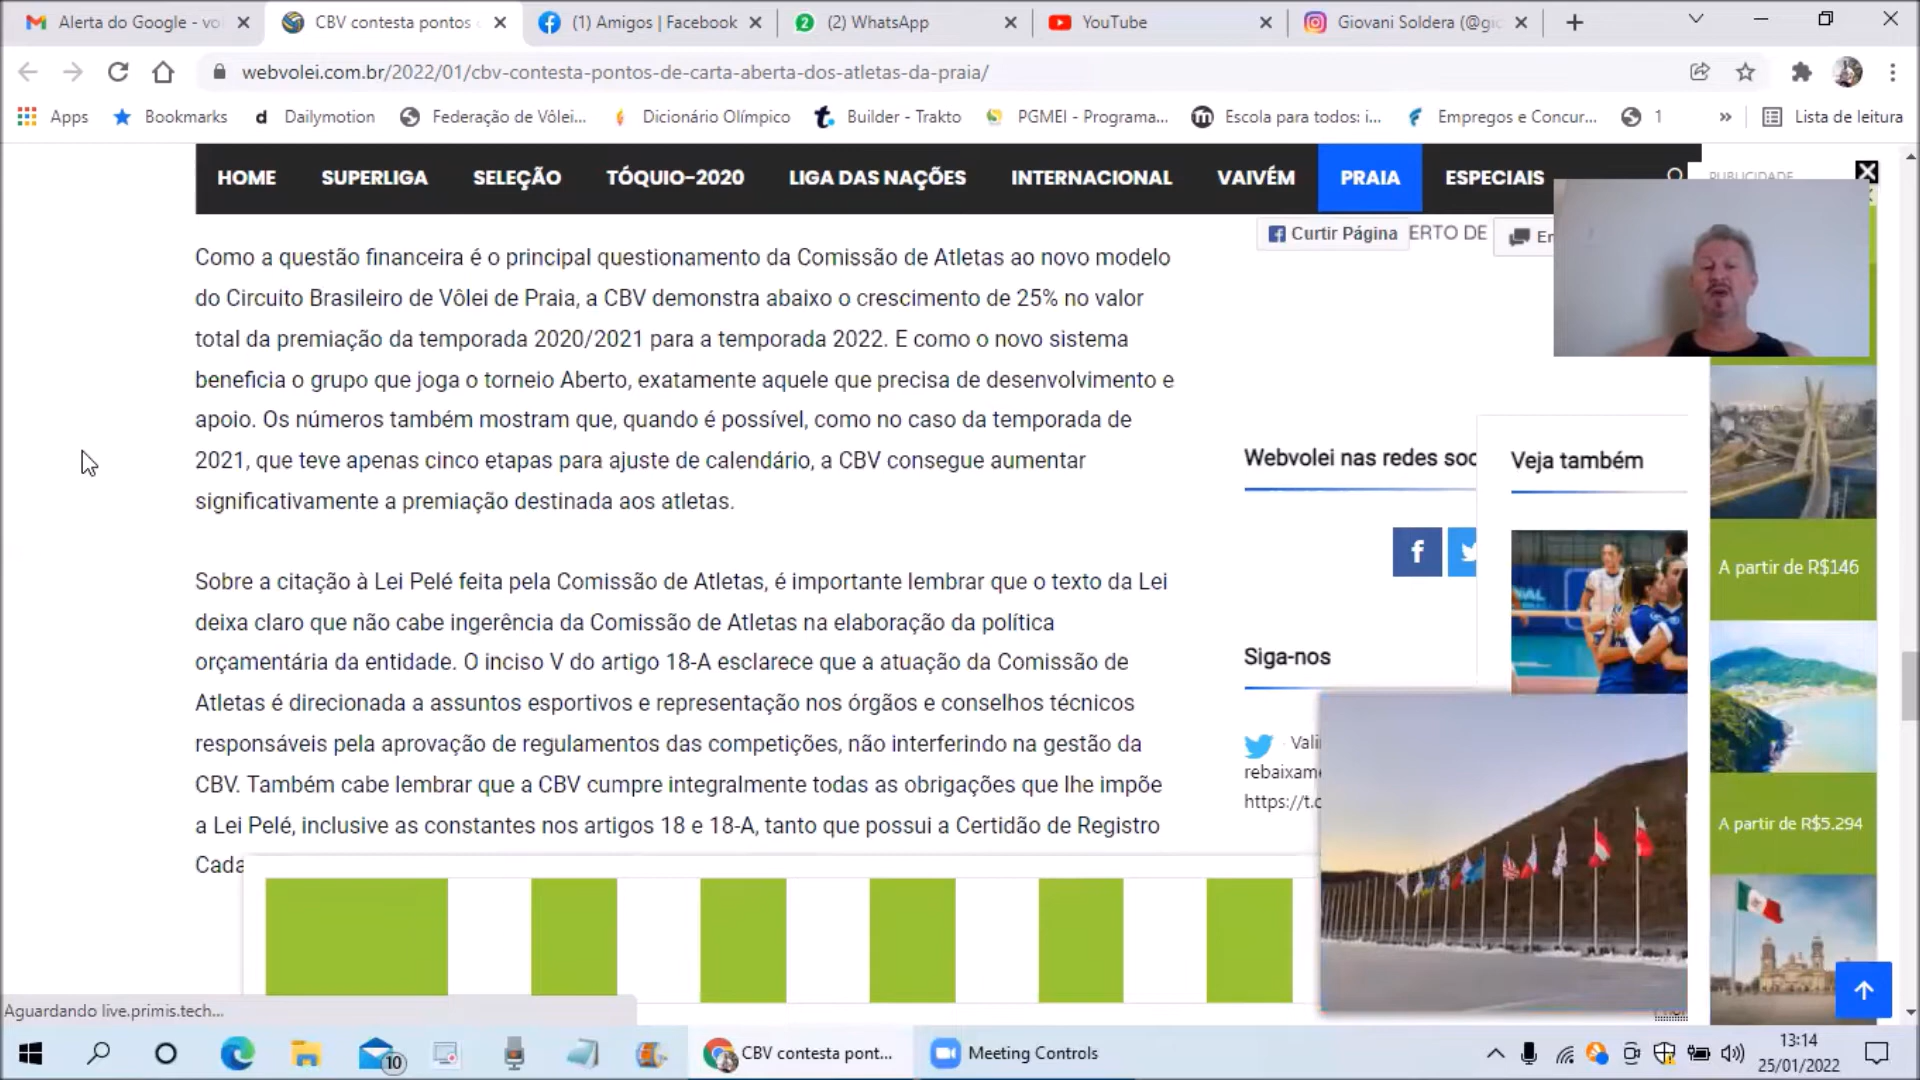 Alerta do Google - vo
CBV contesta pontos
(1) Amigos | Facebook
(2) WhatsApp
YouTube
Giovani Soldera (@gi
webvolei.com.br/2022/01/cbv-contesta-pontos-de-carta-aberta-dos-atletas-da-praia/
Apps
Bookmarks
Dailymotion
Federação de Vôlei...
Dicionário Olímpico
Builder - Trakto
PGMEI - Programa...
Escola para todos: i...
Empregos e Concur...
1
Lista de leitura
HOME
SUPERLIGA
SELEÇÃO
TÓQUIO-2020
LIGA DAS NAÇÕES
INTERNACIONAL
VAIVÉM
PRAIA
ESPECIAIS
PUBLICIDADE
Curtir Página
ERTO DE
Como a questão financeira é o principal questionamento da Comissão de Atletas ao novo modelo
do Circuito Brasileiro de Vôlei de Praia, a CBV demonstra abaixo o crescimento de 25% no valor
total da premiação da temporada 2020/2021 para a temporada 2022. E como o novo sistema
beneficia o grupo que joga o torneio Aberto, exatamente aquele que precisa de desenvolvimento e
apoio. Os números também mostram que, quando é possível, como no caso da temporada de
2021, que teve apenas cinco etapas para ajuste de calendário, a CBV consegue aumentar
significativamente a premiação destinada aos atletas.
Sobre a citação à Lei Pelé feita pela Comissão de Atletas, é importante lembrar que o texto da Lei
deixa claro que não cabe ingerência da Comissão de Atletas na elaboração da política
orçamentária da entidade. O inciso V do artigo 18-A esclarece que a atuação da Comissão de
Atletas é direcionada a assuntos esportivos e representação nos órgãos e conselhos técnicos
responsáveis pela aprovação de regulamentos das competições, não interferindo na gestão da
CBV. Também cabe lembrar que a CBV cumpre integralmente todas as obrigações que lhe impõe
a Lei Pelé, inclusive as constantes nos artigos 18 e 18-A, tanto que possui a Certidão de Registro
Cada
Webvolei nas redes soc
Veja também
Siga-nos
Vali
rebaixame
https://t.c
A partir de R$146
A partir de R$5.294
Aguardando live.primis.tech...
10
CBV contesta pont...
Meeting Controls
13:14
25/01/2022